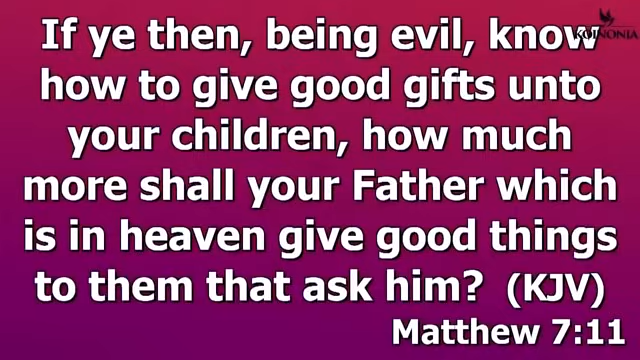 KOINONIA
If ye then, being evil, know
how to give good gifts unto
your children, how much
more shall your Father which
is in heaven give good things
to them that ask him? (KJV)
Matthew 7:11